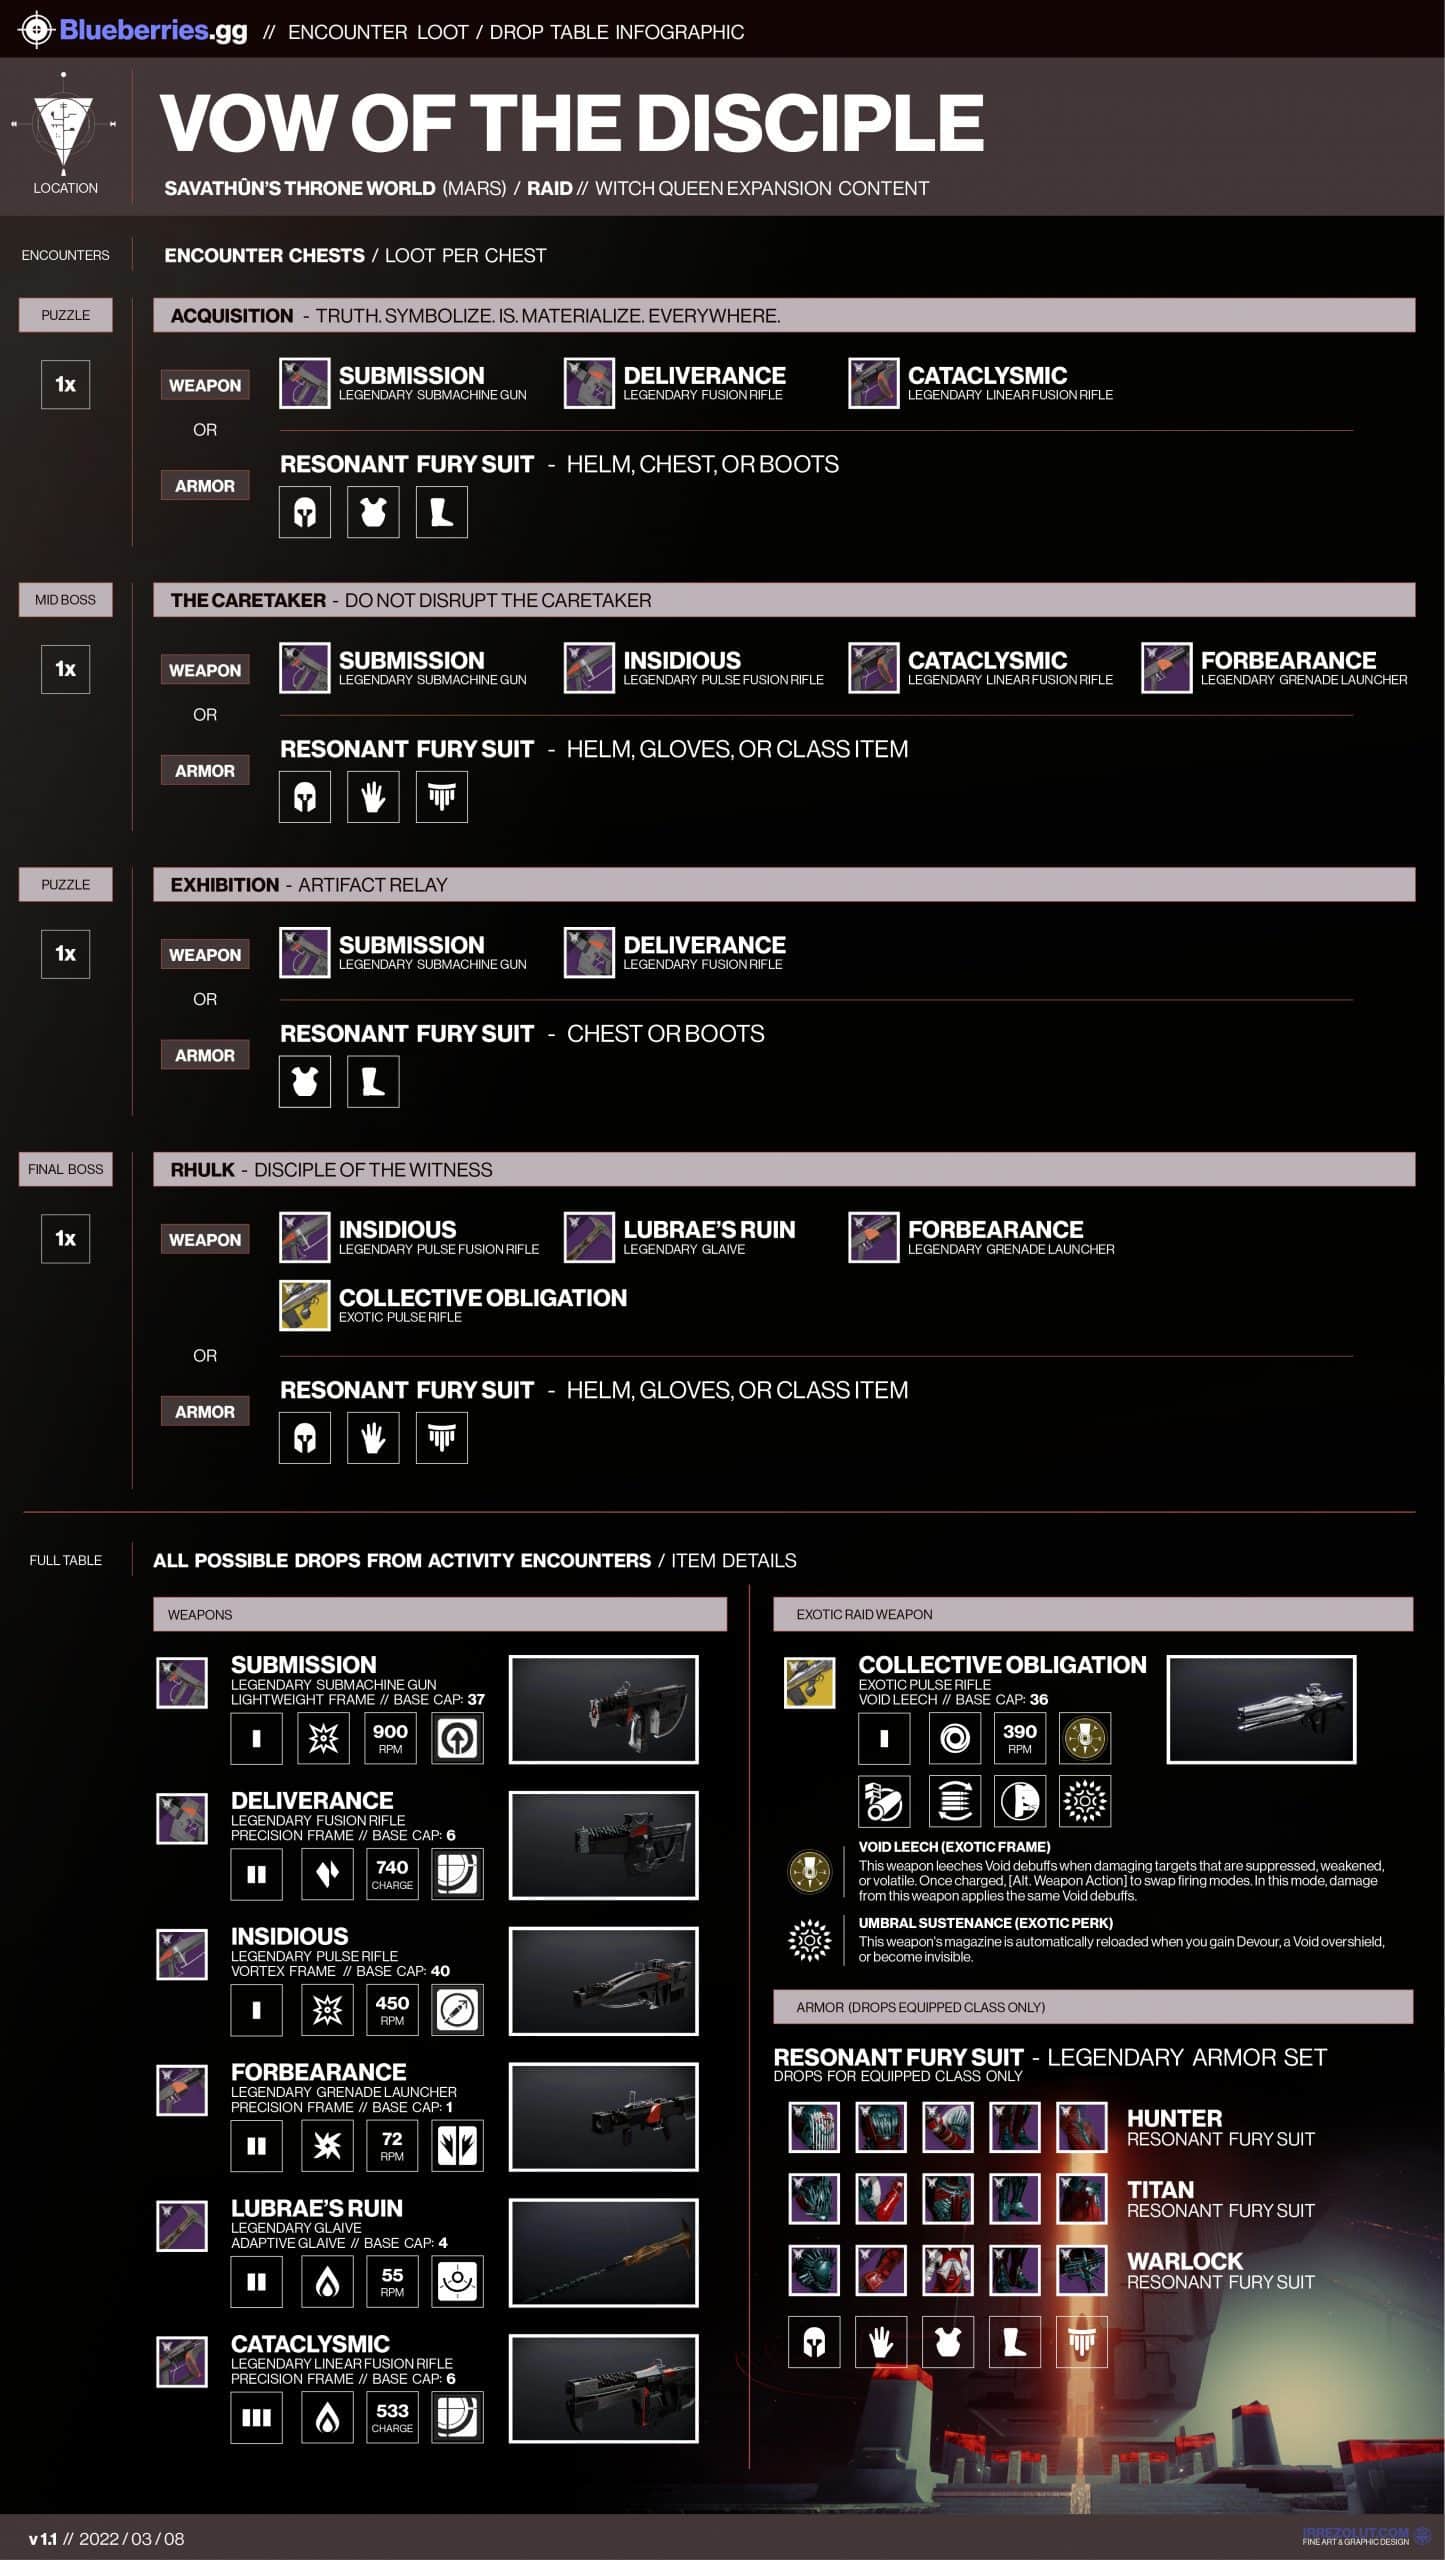 Blueberries.gg // ENCOUNTER LOOT / DROP TABLE INFOGRAPHIC
VOW OF THE DISCIPLE
LOCATION
SAVATHÛN'S THRONE WORLD (MARS) / RAID // WITCH QUEEN EXPANSION CONTENT
ENCOUNTERS
ENCOUNTER CHESTS / LOOT PER CHEST
PUZZLE
ACQUISITION - TRUTH. SYMBOLIZE. IS. MATERIALIZE. EVERYWHERE.
1x
WEAPON
SUBMISSION
LEGENDARY SUBMACHINE GUN
DELIVERANCE
LEGENDARY FUSION RIFLE
CATACLYSMIC
LEGENDARY LINEAR FUSION RIFLE
OR
ARMOR
RESONANT FURY SUIT - HELM, CHEST, OR BOOTS
MID BOSS
THE CARETAKER - DO NOT DISRUPT THE CARETAKER
1x
WEAPON
SUBMISSION
LEGENDARY SUBMACHINE GUN
INSIDIOUS
LEGENDARY PULSE FUSION RIFLE
CATACLYSMIC
LEGENDARY LINEAR FUSION RIFLE
FORBEARANCE
LEGENDARY GRENADE LAUNCHER
OR
ARMOR
RESONANT FURY SUIT - HELM, GLOVES, OR CLASS ITEM
PUZZLE
EXHIBITION - ARTIFACT RELAY
1x
WEAPON
SUBMISSION
LEGENDARY SUBMACHINE GUN
DELIVERANCE
LEGENDARY FUSION RIFLE
OR
ARMOR
RESONANT FURY SUIT - CHEST OR BOOTS
FINAL BOSS
RHULK - DISCIPLE OF THE WITNESS
1x
WEAPON
INSIDIOUS
LEGENDARY PULSE FUSION RIFLE
LUBRAE'S RUIN
LEGENDARY GLAIVE
FORBEARANCE
LEGENDARY GRENADE LAUNCHER
COLLECTIVE OBLIGATION
EXOTIC PULSE RIFLE
OR
ARMOR
RESONANT FURY SUIT - HELM, GLOVES, OR CLASS ITEM
FULL TABLE
ALL POSSIBLE DROPS FROM ACTIVITY ENCOUNTERS / ITEM DETAILS
WEAPONS
SUBMISSION
LEGENDARY SUBMACHINE GUN
LIGHTWEIGHT FRAME // BASE CAP: 37
900
RPM
DELIVERANCE
LEGENDARY FUSION RIFLE
PRECISION FRAME // BASE CAP: 6
740
CHARGE
INSIDIOUS
LEGENDARY PULSE RIFLE
VORTEX FRAME // BASE CAP: 40
450
RPM
FORBEARANCE
LEGENDARY GRENADE LAUNCHER
PRECISION FRAME // BASE CAP: 1
72
RPM
LUBRAE'S RUIN
LEGENDARY GLAIVE
ADAPTIVE GLAIVE // BASE CAP: 4
55
RPM
CATACLYSMIC
LEGENDARY LINEAR FUSION RIFLE
PRECISION FRAME // BASE CAP: 6
533
CHARGE
EXOTIC RAID WEAPON
COLLECTIVE OBLIGATION
EXOTIC PULSE RIFLE
VOID LEECH // BASE CAP: 36
390
RPM
VOID LEECH (EXOTIC FRAME)
This weapon leeches Void debuffs when damaging targets that are suppressed, weakened,
or volatile. Once charged, [Alt. Weapon Action] to swap firing modes. In this mode, damage
from this weapon applies the same Void debuffs.
UMBRAL SUSTENANCE (EXOTIC PERK)
This weapon's magazine is automatically reloaded when you gain Devour, a Void overshield,
or become invisible.
ARMOR (DROPS EQUIPPED CLASS ONLY)
RESONANT FURY SUIT - LEGENDARY ARMOR SET
DROPS FOR EQUIPPED CLASS ONLY
HUNTER
RESONANT FURY SUIT
TITAN
RESONANT FURY SUIT
WARLOCK
RESONANT FURY SUIT
v 1.1 // 2022 / 03 / 08
IRREZOLUT.COM
FINE ART & GRAPHIC DESIGN